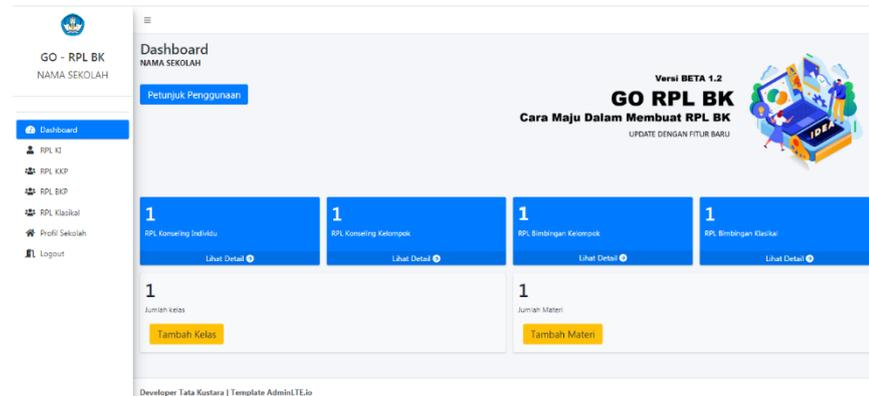 GO - RPL BK
NAMA SEKOLAH
Dashboard
RPL KI
RPL KKP
RPL BKP
RPL Klasikal
Profil Sekolah
Logout
Dashboard
NAMA SEKOLAH
Petunjuk Penggunaan
Versi BETA 1.2
GO RPL BK
Cara Maju Dalam Membuat RPL BK
UPDATE DENGAN FITUR BARU
IDEA
1
RPL Konseling Individu
Lihat Detail
1
RPL Konseling Kelompok
Lihat Detail
1
RPL Bimbingan Kelompok
Lihat Detail
1
RPL Bimbingan Klasikal
Lihat Detail
1
Jumlah kelas
Tambah Kelas
1
Jumlah Materi
Tambah Materi
Developer Tata Kustara | Template AdminLTE.io